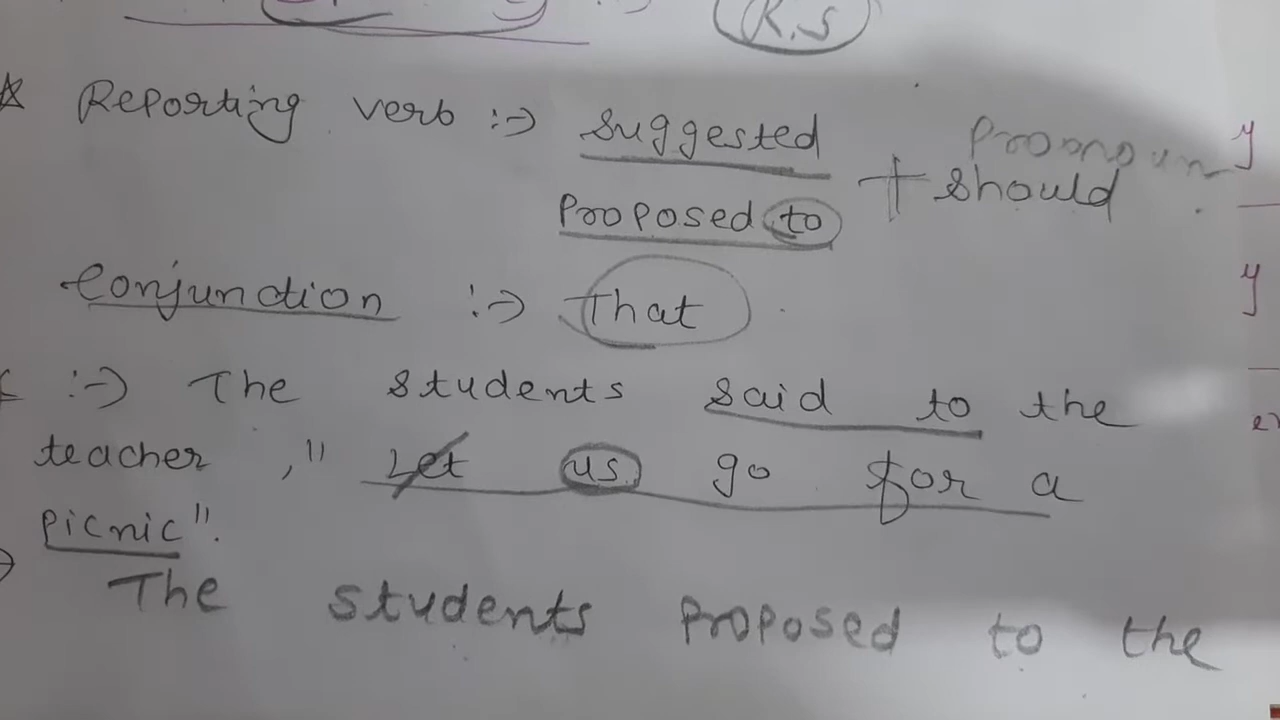 R.S
☆ Reporting verb :→ Suggested + Pronoun should
Proposed to
Conjunction :→ That
:→ The students said to the
teacher ," Let us go for a
picnic".
→ The students proposed to the